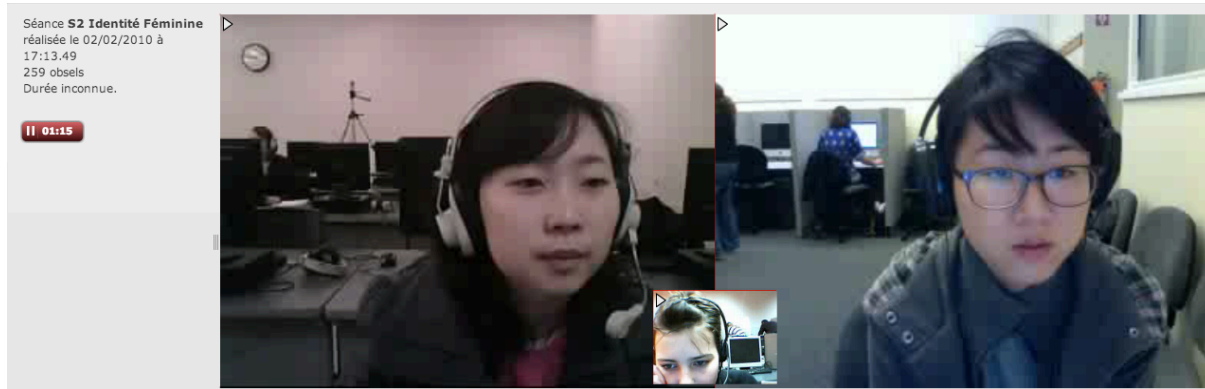 Séance S2 Identité Féminine
réalisée le 02/02/2010 à
17:13.49
259 obsels
Durée inconnue.
01:15